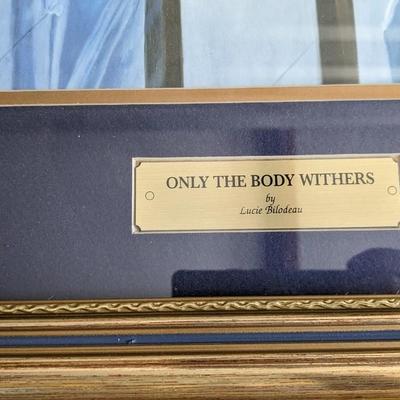 ONLY THE BODY WITHERS
by
Lucie Bilodeau